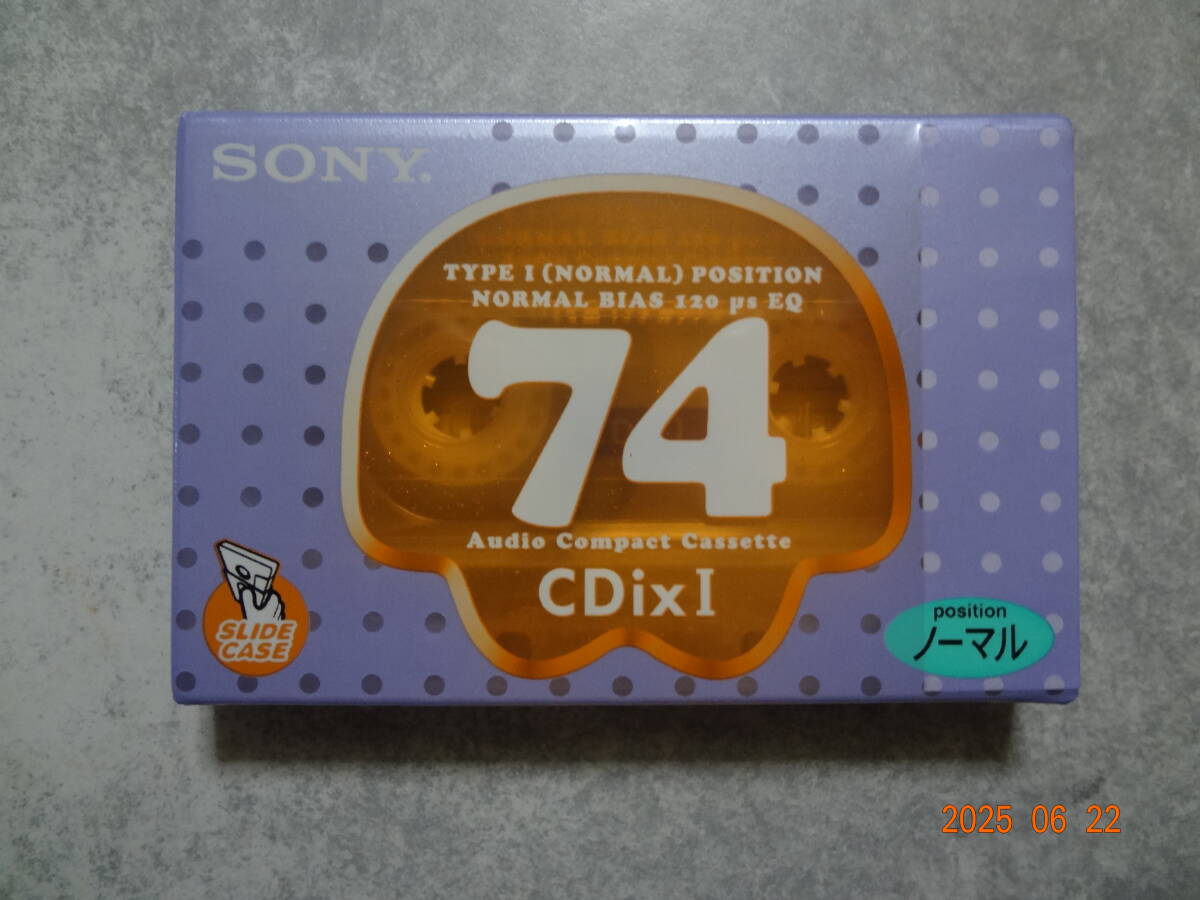 SONY.
TYPE I (NORMAL) POSITION
NORMAL BIAS 120 µs EQ
74
Audio Compact Cassette
CDixI
SLIDE
CASE
position
ノーマル
2025 06 22